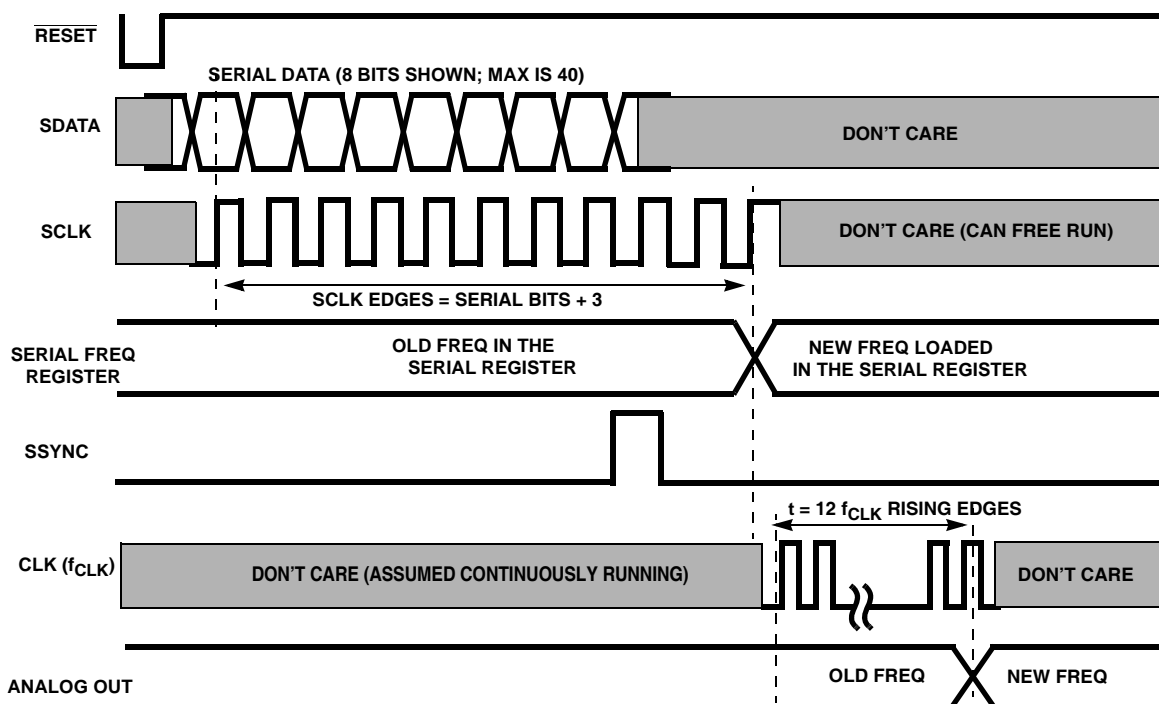 RESET
SERIAL DATA (8 BITS SHOWN; MAX IS 40)
SDATA
DON'T CARE
SCLK
DON'T CARE (CAN FREE RUN)
SCLK EDGES = SERIAL BITS + 3
SERIAL FREQ
REGISTER
OLD FREQ IN THE
SERIAL REGISTER
NEW FREQ LOADED
IN THE SERIAL REGISTER
SSYNC
t = 12 fCLK RISING EDGES
CLK (fCLK)
DON'T CARE (ASSUMED CONTINUOUSLY RUNNING)
DON'T CARE
ANALOG OUT
OLD FREQ
NEW FREQ